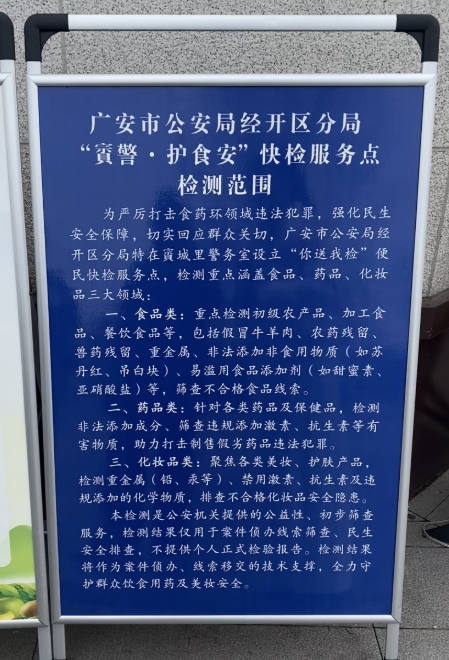 广安市公安局经开区分局
“賨警·护食安”快检服务点
检测范围
为严厉打击食药环领域违法犯罪，强化民生
安全保障，切实回应群众关切，广安市公安局经
开区分局特在賨城里警务室设立“你送我检”便
民快检服务点，检测重点涵盖食品、药品、化妆
品三大领域：
一、食品类：重点检测初级农产品、加工食
品、餐饮食品等，包括假冒牛羊肉、农药残留、
兽药残留、重金属、非法添加非食用物质（如苏
丹红、吊白块）、易滥用食品添加剂（如甜蜜素、
亚硝酸盐）等，筛查不合格食品线索。
二、药品类：针对各类药品及保健品，检测
非法添加成分、筛查违规添加激素、抗生素等有
害物质，助力打击制售假劣药品违法犯罪。
三、化妆品类：聚焦各类美妆、护肤产品，
检测重金属（铅、汞等）、禁用激素、抗生素及违
规添加的化学物质，排查不合格化妆品安全隐患。
本检测是公安机关提供的公益性、初步筛查
服务，检测结果仅用于案件侦办线索筛查、民生
安全排查，不提供个人正式检验报告。检测结果
将作为案件侦办、线索移交的技术支撑，全力守
护群众饮食用药及美妆安全。